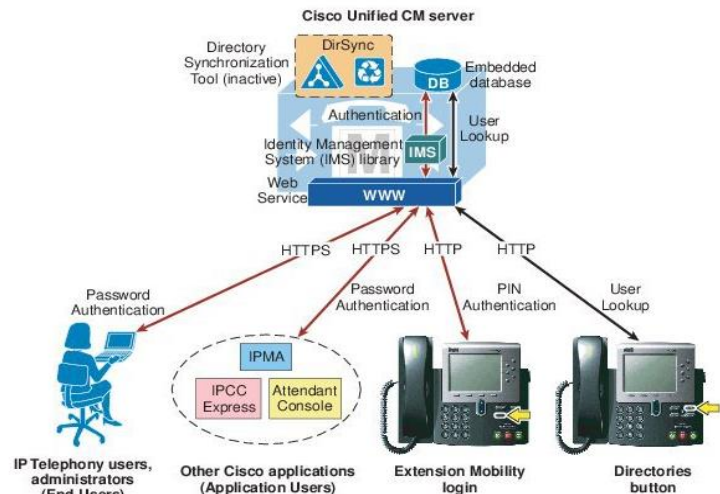 Cisco Unified CM server
Directory
Synchronization
Tool (inactive)
DirSync
DB
Embedded
database
Authentication
User
Lookup
Identity Management
System (IMS) library
M
IMS
Web
Service
WWW
HTTPS
HTTPS
HTTP
HTTP
Password
Authentication
Password
Authentication
PIN
Authentication
User
Lookup
IPMA
IPCC
Express
Attendant
Console
IP Telephony users,
administrators
(End Users)
Other Cisco applications
(Application Users)
Extension Mobility
login
Directories
button